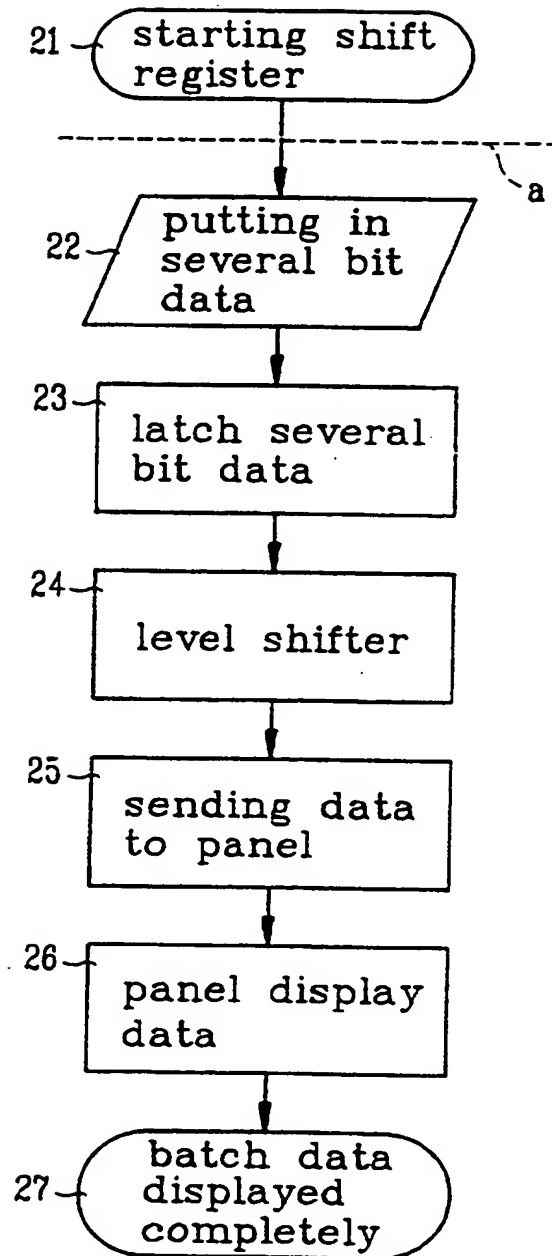 21
starting shift
register
a
22
putting in
several bit
data
23
latch several
bit data
24
level shifter
25
sending data
to panel
26
panel display
data
27
batch data
displayed
completely